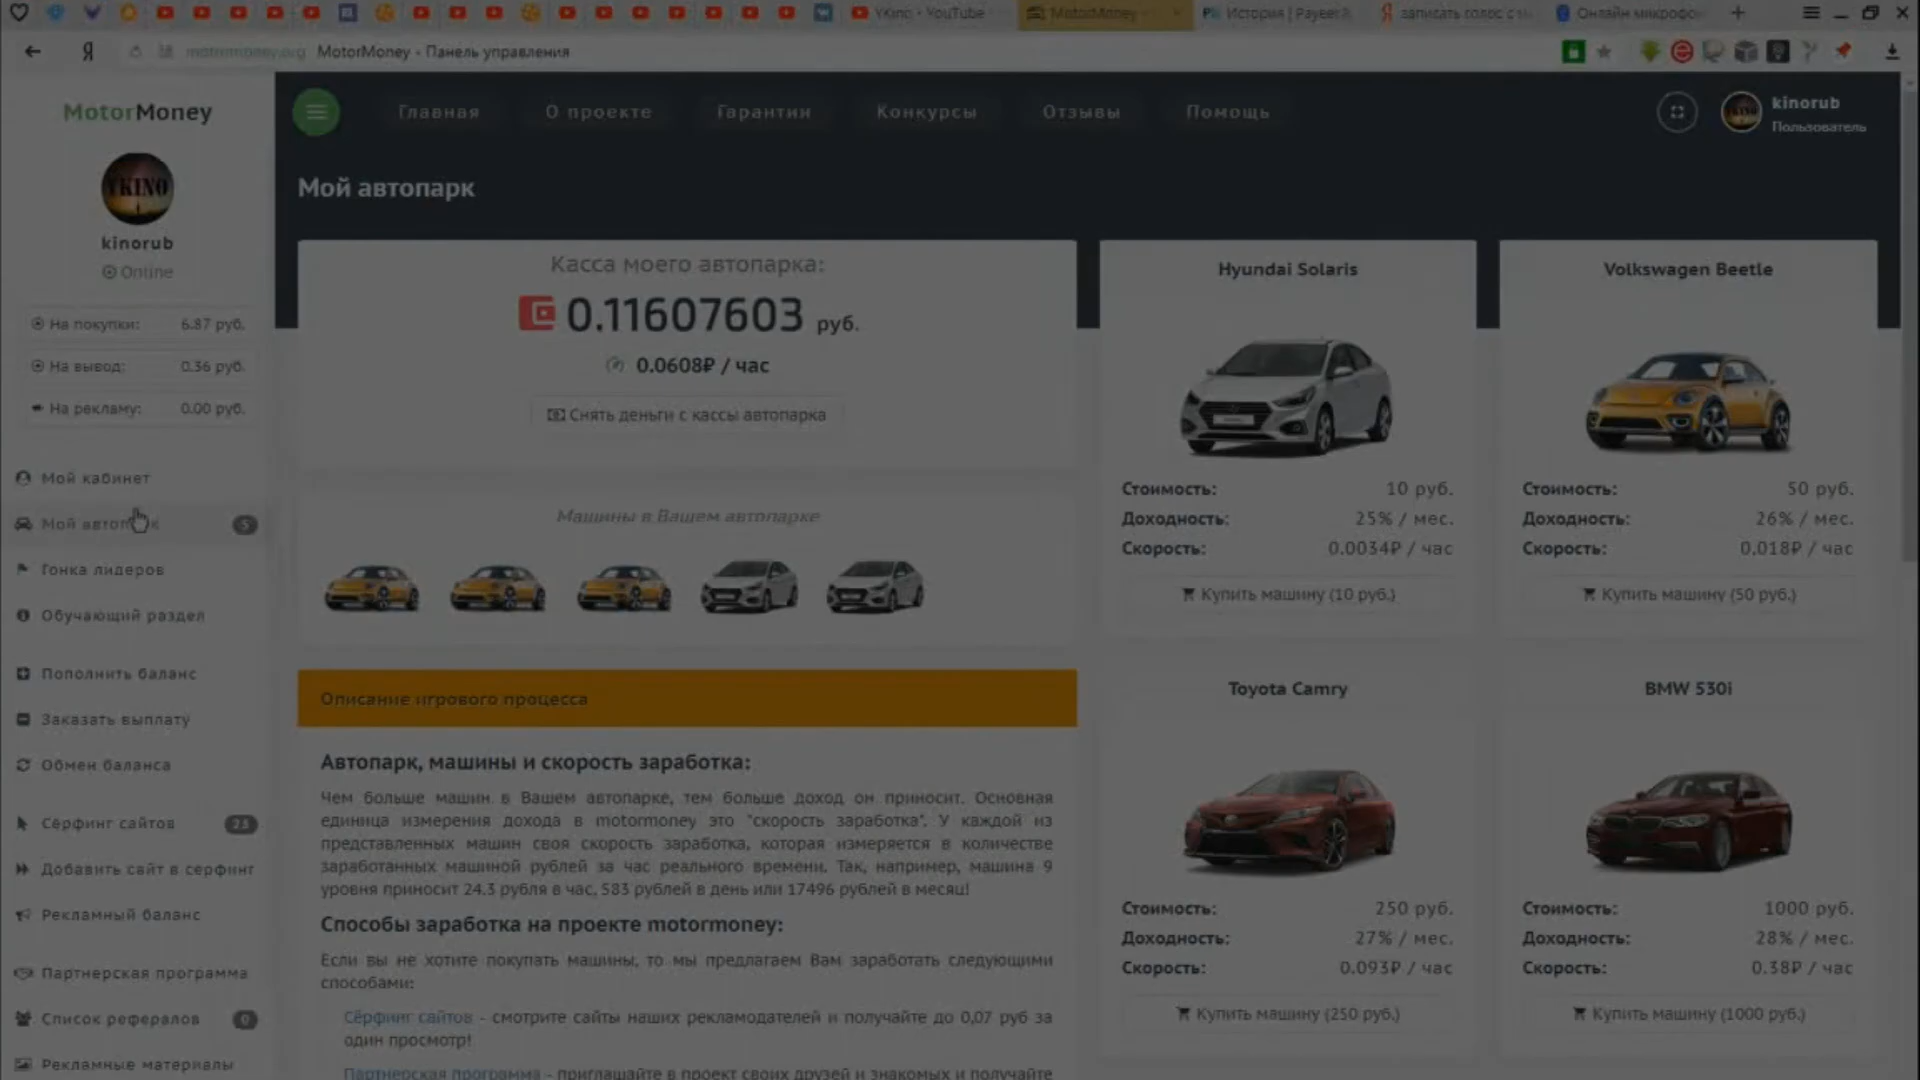 YKino - YouTube
MotorMoney -
История | Payeer
записать голос с
Онлайн микрофо
motormoney.org MotorMoney - Панель управления
MotorMoney
Главная
О проекте
Гарантии
Конкурсы
Отзывы
Помощь
kinorub
Пользователь
YKINO
kinorub
Online
На покупки: 6.87 руб.
На вывод: 0.36 руб.
На рекламу: 0.00 руб.
Мой кабинет
Мой автопарк 5
Гонка лидеров
Обучающий раздел
Пополнить баланс
Заказать выплату
Обмен баланса
Сёрфинг сайтов 23
Добавить сайт в серфинг
Рекламный баланс
Партнерская программа
Список рефералов 0
Рекламные материалы
Мой автопарк
Касса моего автопарка:
0.11607603 руб.
0.0608₽ / час
Снять деньги с кассы автопарка
Машины в Вашем автопарке
Описание игрового процесса
Автопарк, машины и скорость заработка:
Чем больше машин в Вашем автопарке, тем больше доход он приносит. Основная
единица измерения дохода в motormoney это "скорость заработка". У каждой из
представленных машин своя скорость заработка, которая измеряется в количестве
заработанных машиной рублей за час реального времени. Так, например, машина 9
уровня приносит 24.3 рубля в час, 583 рублей в день или 17496 рублей в месяц!
Способы заработка на проекте motormoney:
Если вы не хотите покупать машины, то мы предлагаем Вам заработать следующими
способами:
Сёрфинг сайтов - смотрите сайты наших рекламодателей и получайте до 0,07 руб за
один просмотр!
Партнерская программа - приглашайте в проект своих друзей и знакомых и получайте
Hyundai Solaris
Стоимость: 10 руб.
Доходность: 25% / мес.
Скорость: 0.0034₽ / час
Купить машину (10 руб.)
Volkswagen Beetle
Стоимость: 50 руб.
Доходность: 26% / мес.
Скорость: 0.018₽ / час
Купить машину (50 руб.)
Toyota Camry
Стоимость: 250 руб.
Доходность: 27% / мес.
Скорость: 0.093₽ / час
Купить машину (250 руб.)
BMW 530i
Стоимость: 1000 руб.
Доходность: 28% / мес.
Скорость: 0.38₽ / час
Купить машину (1000 руб.)